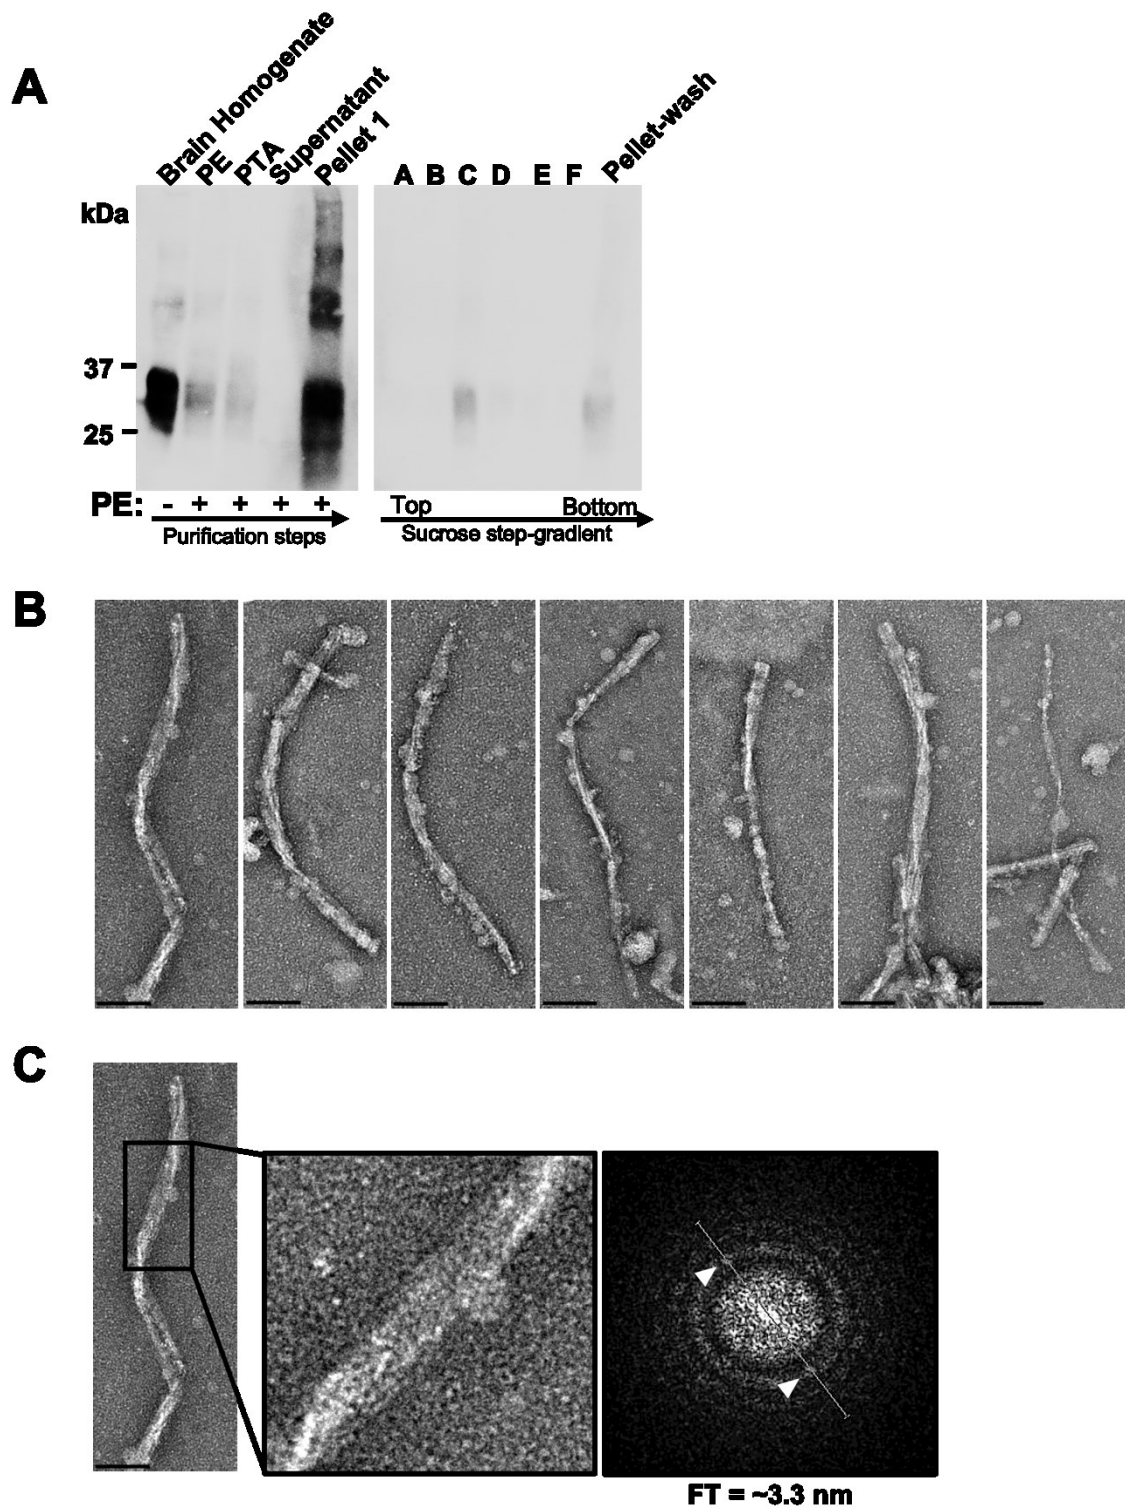 A
Brain Homogenate
PE
PTA
Supernatant
Pellet 1
A B C D E F
Pellet-wash
kDa
37
25
PE: - + + + +
Purification steps
Top Bottom
Sucrose step-gradient
B
C
FT = ~3.3 nm